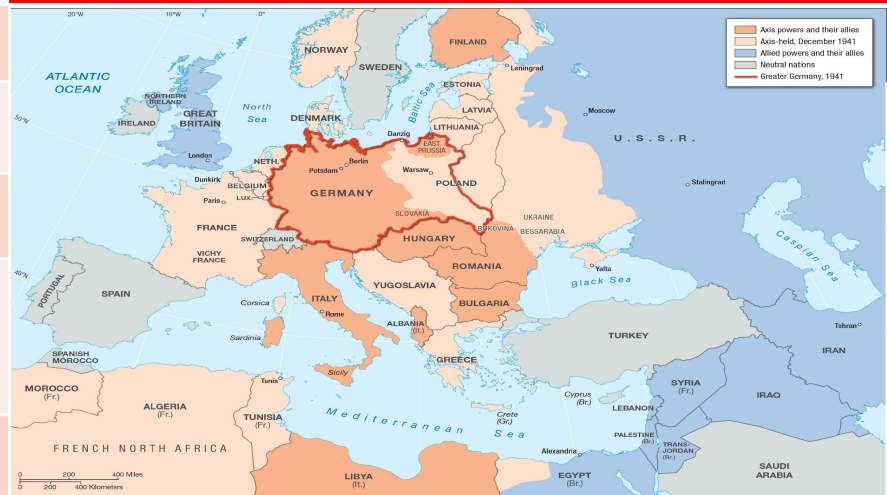 20°W
10°W
0°
Axis powers and their allies
Axis-held, December 1941
Allied powers and their allies
Neutral nations
Greater Germany, 1941
ATLANTIC
OCEAN
50°N
40°N
NORWAY
SWEDEN
FINLAND
Leningrad
ESTONIA
Baltic Sea
LATVIA
LITHUANIA
Moscow
U. S. S. R.
NORTHERN
IRELAND
IRELAND
GREAT
BRITAIN
London
North
Sea
DENMARK
Danzig
EAST
PRUSSIA
NETH.
Berlin
Potsdam
Warsaw
POLAND
Stalingrad
Dunkirk
BELGIUM
LUX.
Paris
GERMANY
SLOVAKIA
UKRAINE
BUKOVINA
BESSARABIA
FRANCE
SWITZERLAND
HUNGARY
VICHY
FRANCE
ROMANIA
Yalta
Black Sea
Caspian Sea
PORTUGAL
SPAIN
Corsica
ITALY
Rome
YUGOSLAVIA
BULGARIA
Sardinia
ALBANIA
(It.)
GREECE
TURKEY
Tehran
IRAN
SPANISH
MOROCCO
Sicily
Tunis
MOROCCO
(Fr.)
ALGERIA
(Fr.)
TUNISIA
(Fr.)
Mediterranean Sea
Crete
(Gr.)
Cyprus
(Br.)
SYRIA
(Fr.)
LEBANON
IRAQ
PALESTINE
(Br.)
TRANS-
JORDAN
(Br.)
FRENCH NORTH AFRICA
Alexandria
LIBYA
(It.)
EGYPT
(Br.)
SAUDI
ARABIA
0 200 400 Miles
0 200 400 Kilometers